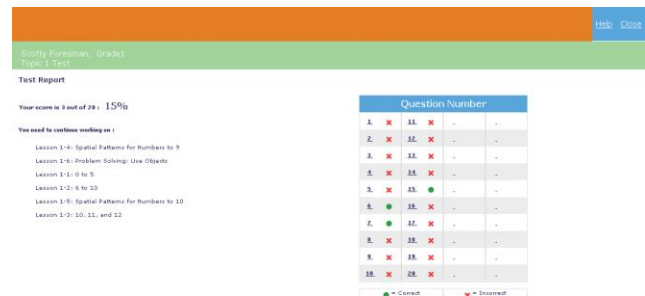 Help Close
Scotty Foresman, Grade1
Topic 1 Test
Test Report
Your score is 3 out of 20 : 15%
You need to continue working on :
Lesson 1-4: Spatial Patterns for Numbers to 9
Lesson 1-6: Problem Solving: Use Objects
Lesson 1-1: 0 to 5
Lesson 1-2: 6 to 10
Lesson 1-5: Spatial Patterns for Numbers to 10
Lesson 1-3: 10, 11, and 12
Question Number
1. ✖ 11. ✖ . .
2. ✖ 12. ✖ . .
3. ✖ 13. ✖ . .
4. ✖ 14. ✖ . .
5. ✖ 15. ● . .
6. ● 16. ✖ . .
7. ● 17. ✖ . .
8. ✖ 18. ✖ . .
9. ✖ 19. ✖ . .
10. ✖ 20. ✖ . .
● = Correct ✖ = Incorrect